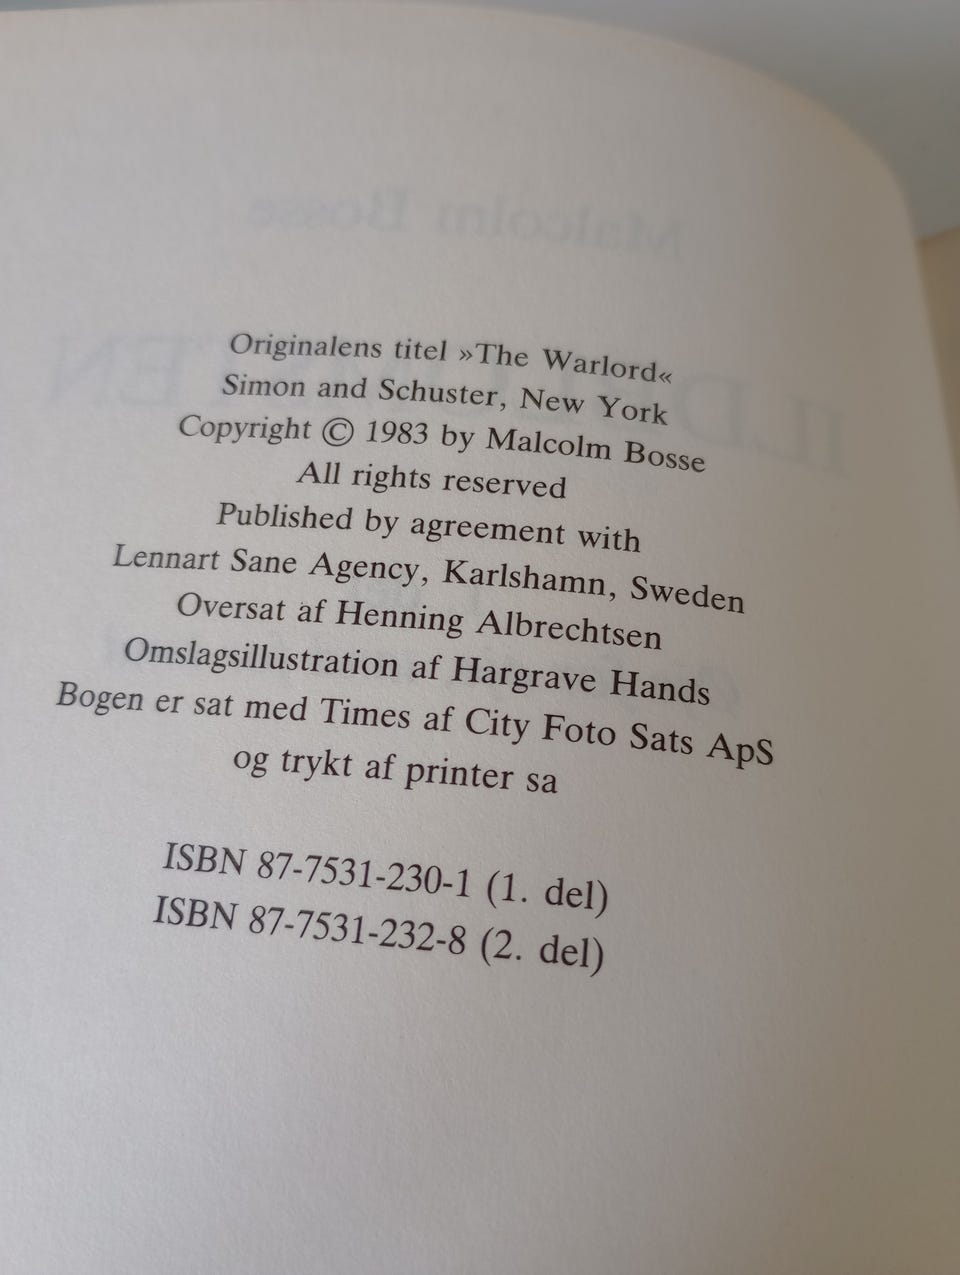 Originalens titel »The Warlord«
Simon and Schuster, New York
Copyright © 1983 by Malcolm Bosse
All rights reserved
Published by agreement with
Lennart Sane Agency, Karlshamn, Sweden
Oversat af Henning Albrechtsen
Omslagsillustration af Hargrave Hands
Bogen er sat med Times af City Foto Sats ApS
og trykt af printer sa
ISBN 87-7531-230-1 (1. del)
ISBN 87-7531-232-8 (2. del)